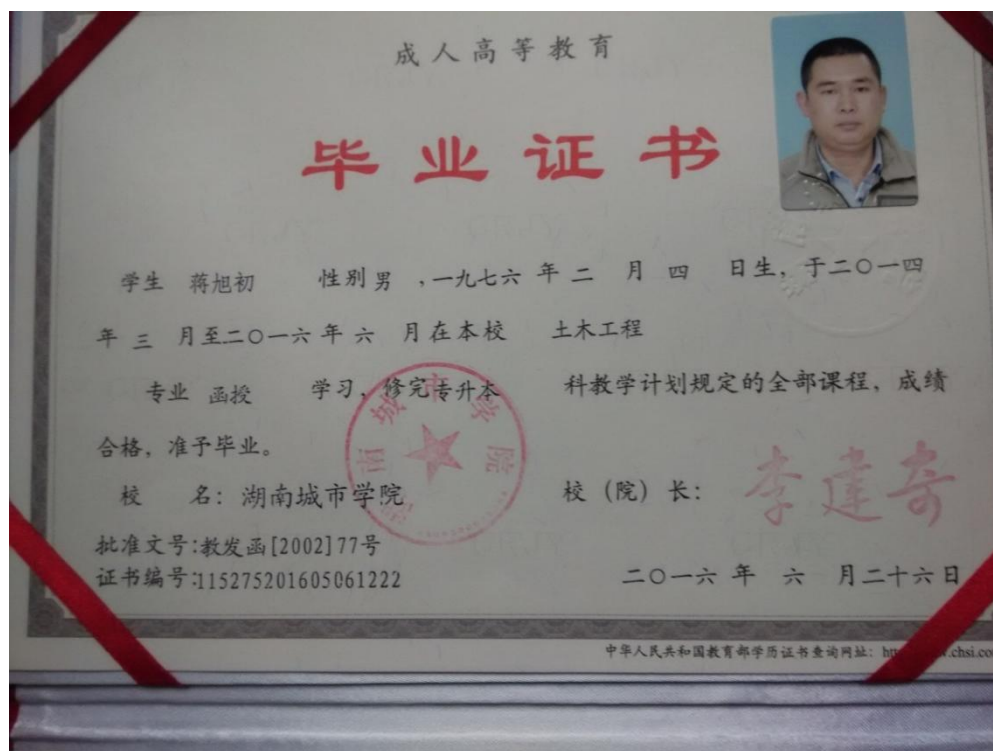 成人高等教育
毕业证书
学生 蒋旭初 性别男，一九七六 年 二 月 四 日生，于二〇一四
年 三 月至二〇一六 年 六 月在本校 土木工程
专业 函授 学习，修完专升本 科教学计划规定的全部课程，成绩
合格，准予毕业。
校 名：湖南城市学院 校（院）长：李建奇
湖南城市学院
批准文号:教发函[2002]77号
证书编号:115275201605061222
二〇一六 年 六 月二十六日
中华人民共和国教育部学历证书查询网址：